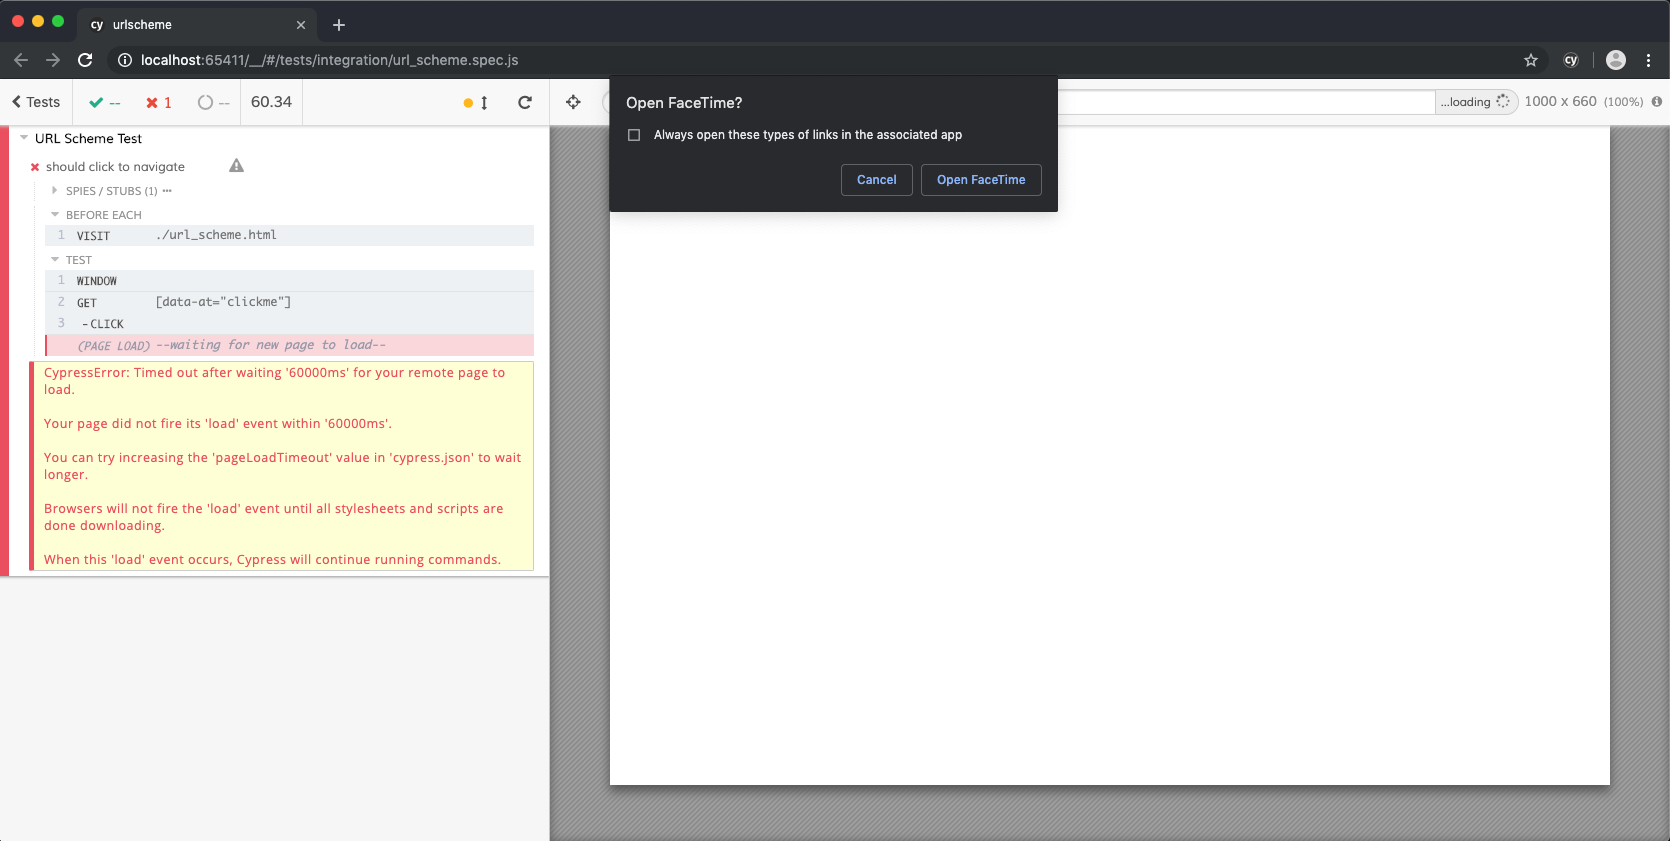 cy urlscheme
localhost:65411/__/#/tests/integration/url_scheme.spec.js
cy
Tests
--
1
--
60.34
...loading
1000 x 660 (100%)
Open FaceTime?
Always open these types of links in the associated app
Cancel
Open FaceTime
URL Scheme Test
should click to navigate
SPIES / STUBS (1) ...
BEFORE EACH
1 VISIT ./url_scheme.html
TEST
1 WINDOW
2 GET [data-at="clickme"]
3 -CLICK
(PAGE LOAD) --waiting for new page to load--
CypressError: Timed out after waiting '60000ms' for your remote page to
load.
Your page did not fire its 'load' event within '60000ms'.
You can try increasing the 'pageLoadTimeout' value in 'cypress.json' to wait
longer.
Browsers will not fire the 'load' event until all stylesheets and scripts are
done downloading.
When this 'load' event occurs, Cypress will continue running commands.